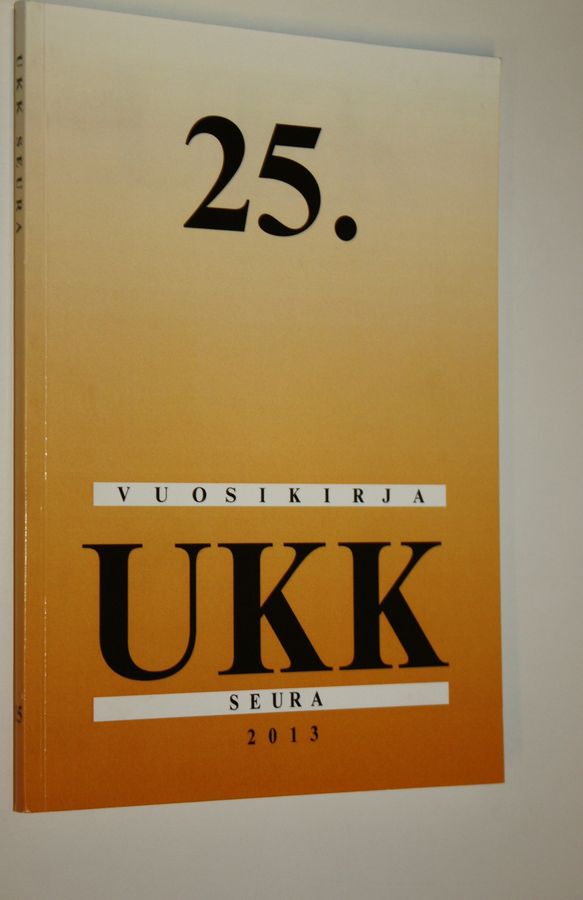 UKK SEURA
25.
VUOSIKIRJA
UKK
SEURA
2013